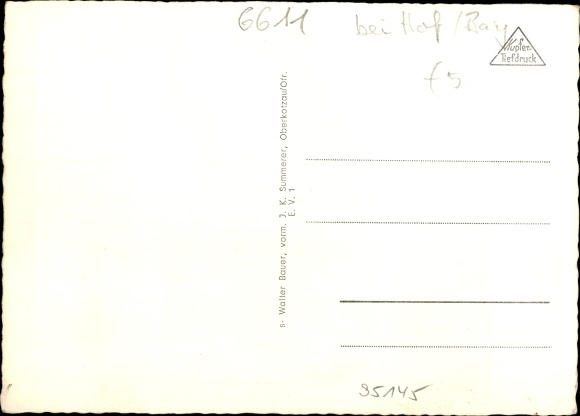 6611
bei Hof /Bay
Kupfer-
Tiefdruck
f 5
s- Walter Bauer, vorm. J. K. Summerer, Oberkotzau/Ofr.
E. V. 1
95145